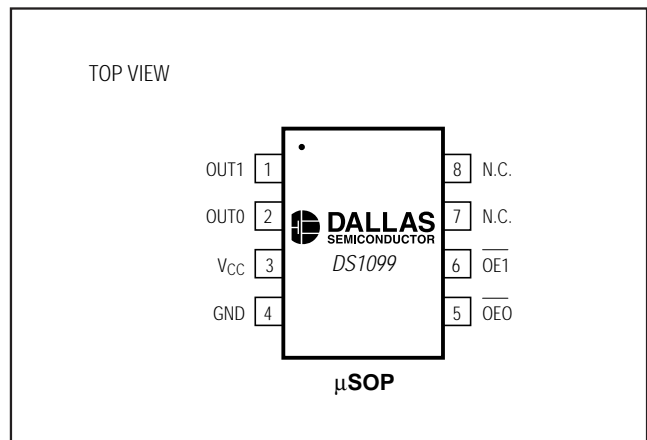 TOP VIEW
OUT1 1 8 N.C.
OUT0 2 DALLAS 7 N.C.
SEMICONDUCTOR
VCC 3 DS1099 6 OE1
GND 4 5 OE0
μSOP